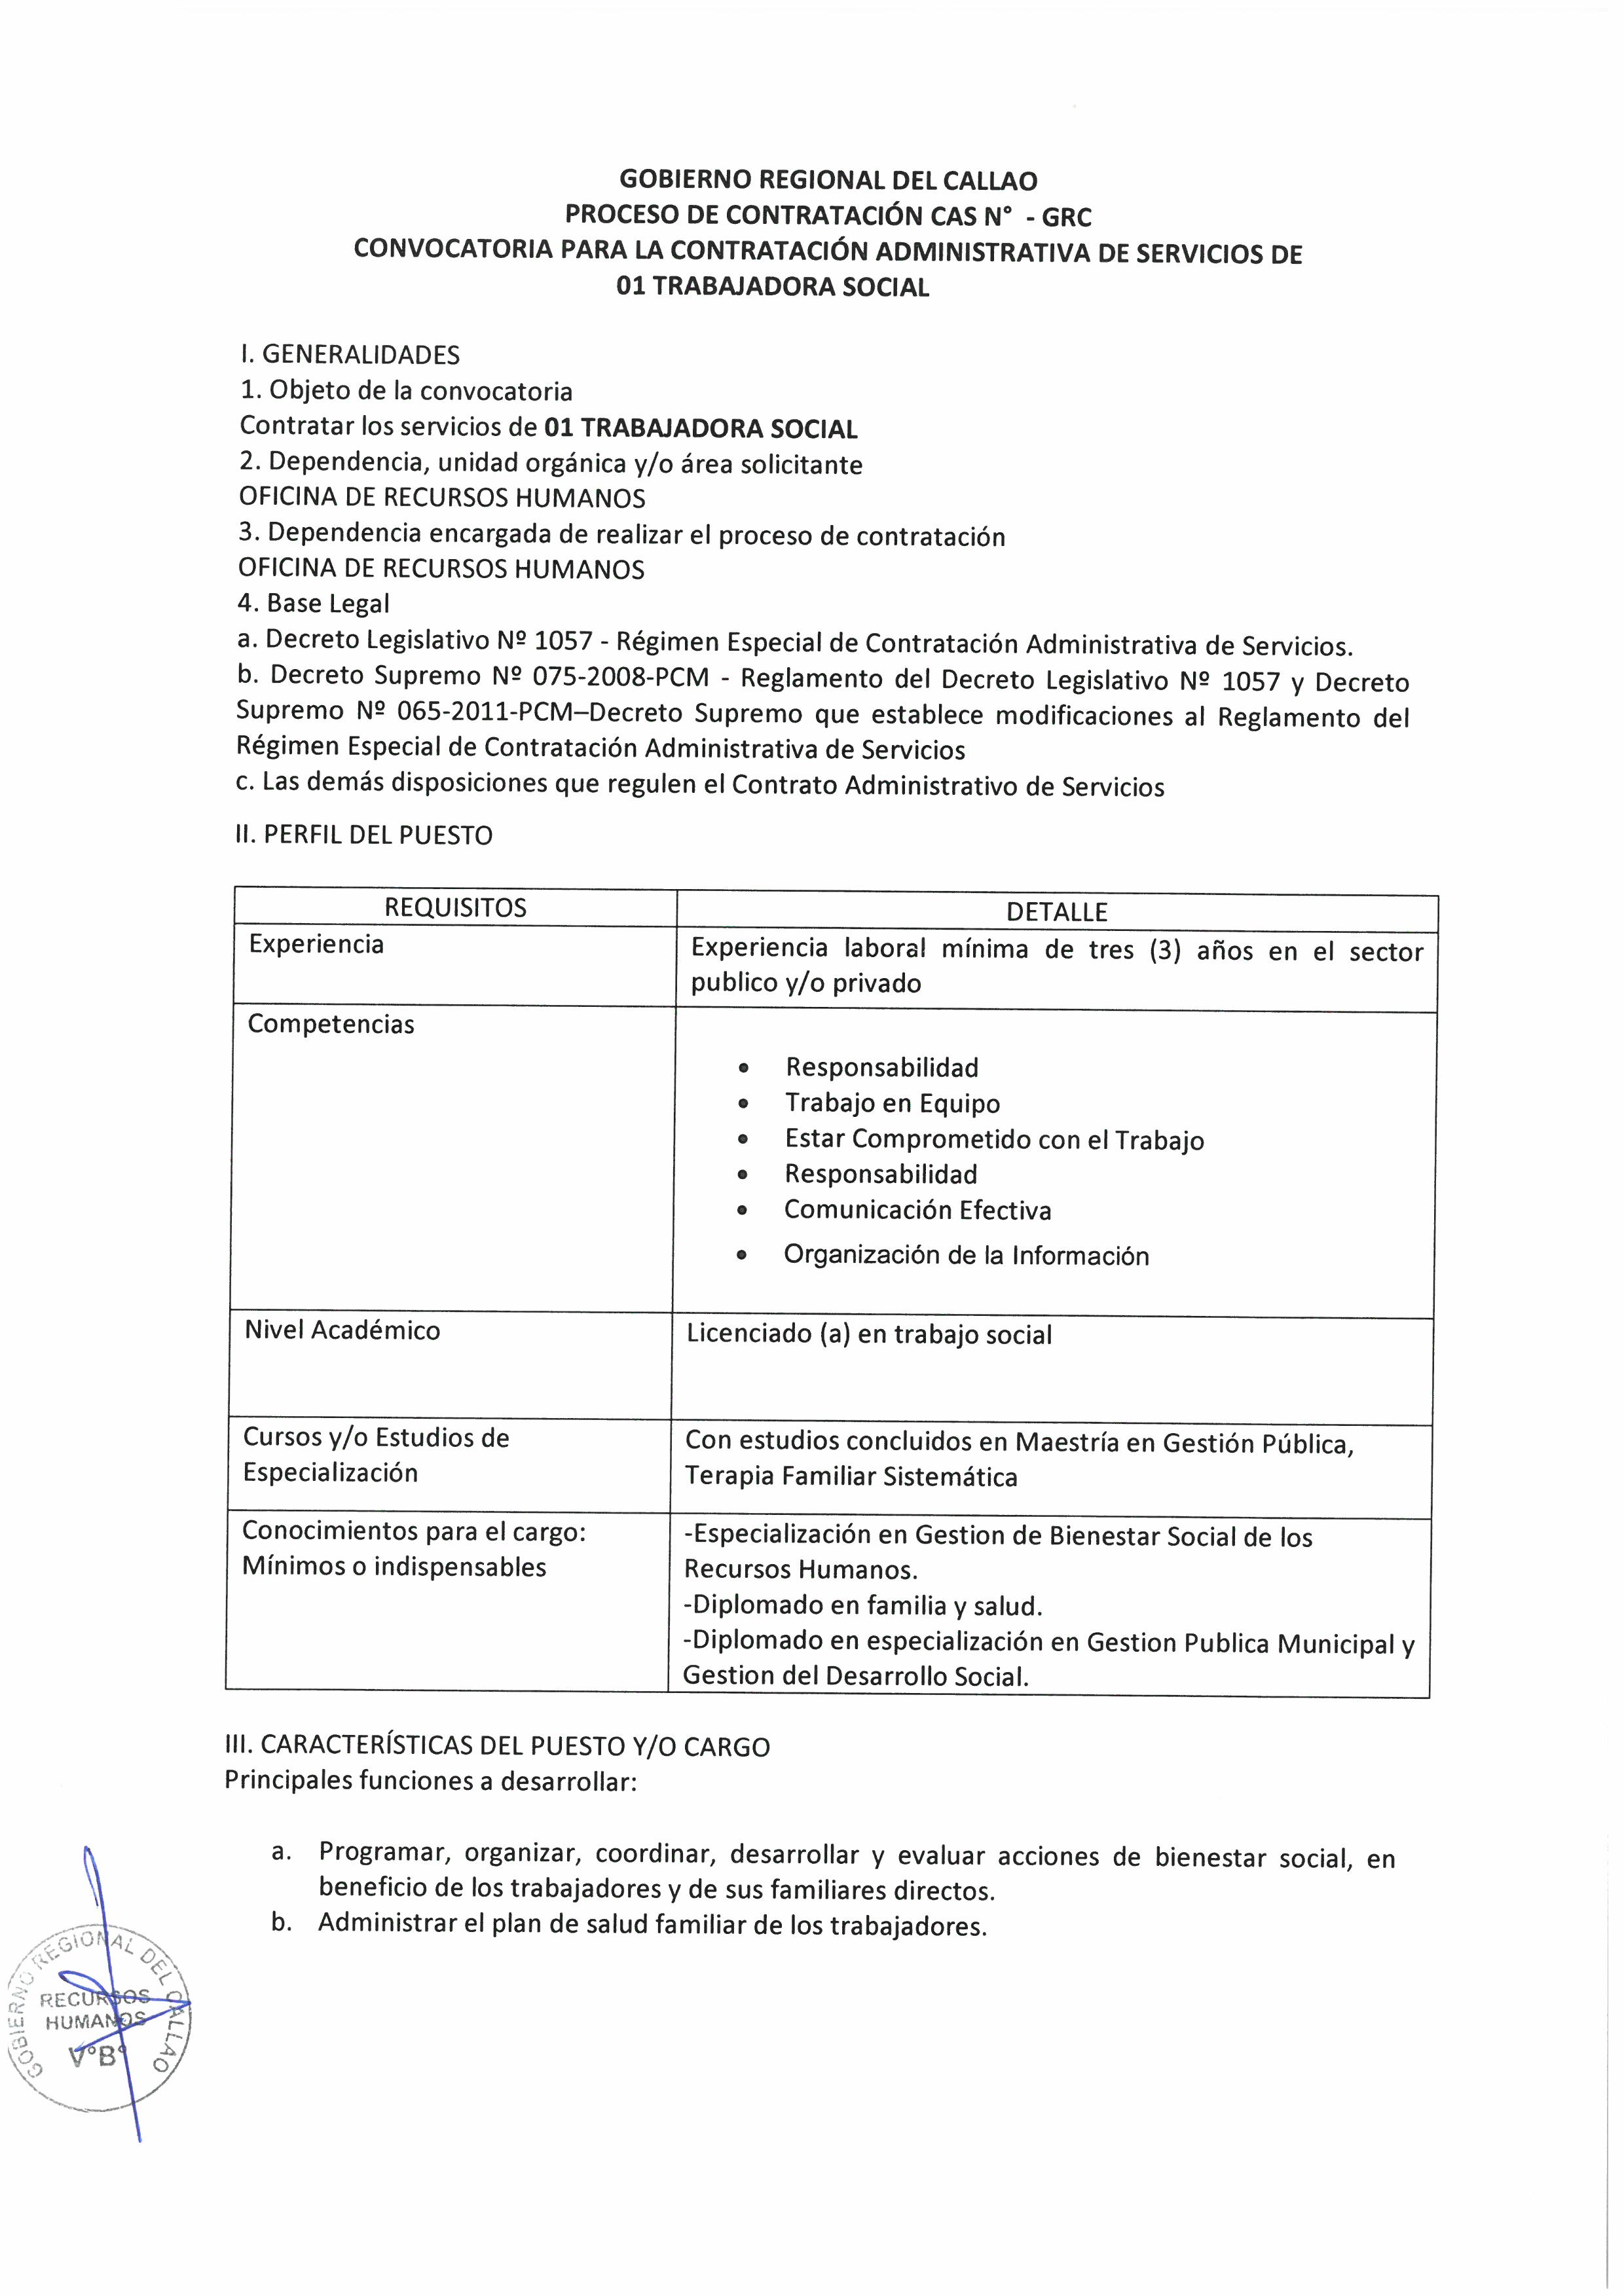 GOBIERNO REGIONAL DEL CALLAO
PROCESO DE CONTRATACIÓN CAS N° - GRC
CONVOCATORIA PARA LA CONTRATACIÓN ADMINISTRATIVA DE SERVICIOS DE
01 TRABAJADORA SOCIAL
I. GENERALIDADES
1. Objeto de la convocatoria
Contratar los servicios de 01 TRABAJADORA SOCIAL
2. Dependencia, unidad orgánica y/o área solicitante
OFICINA DE RECURSOS HUMANOS
3. Dependencia encargada de realizar el proceso de contratación
OFICINA DE RECURSOS HUMANOS
4. Base Legal
a. Decreto Legislativo Nº 1057 - Régimen Especial de Contratación Administrativa de Servicios.
b. Decreto Supremo Nº 075-2008-PCM - Reglamento del Decreto Legislativo Nº 1057 y Decreto
Supremo Nº 065-2011-PCM–Decreto Supremo que establece modificaciones al Reglamento del
Régimen Especial de Contratación Administrativa de Servicios
c. Las demás disposiciones que regulen el Contrato Administrativo de Servicios
II. PERFIL DEL PUESTO
REQUISITOS
DETALLE
Experiencia
Experiencia laboral mínima de tres (3) años en el sector
publico y/o privado
Competencias
• Responsabilidad
• Trabajo en Equipo
• Estar Comprometido con el Trabajo
• Responsabilidad
• Comunicación Efectiva
• Organización de la Información
Nivel Académico
Licenciado (a) en trabajo social
Cursos y/o Estudios de
Especialización
Con estudios concluidos en Maestría en Gestión Pública,
Terapia Familiar Sistemática
Conocimientos para el cargo:
Mínimos o indispensables
-Especialización en Gestion de Bienestar Social de los
Recursos Humanos.
-Diplomado en familia y salud.
-Diplomado en especialización en Gestion Publica Municipal y
Gestion del Desarrollo Social.
III. CARACTERÍSTICAS DEL PUESTO Y/O CARGO
Principales funciones a desarrollar:
a. Programar, organizar, coordinar, desarrollar y evaluar acciones de bienestar social, en
beneficio de los trabajadores y de sus familiares directos.
b. Administrar el plan de salud familiar de los trabajadores.
GOBIERNO REGIONAL DEL CALLAO
RECURSOS
HUMANOS
V°B°